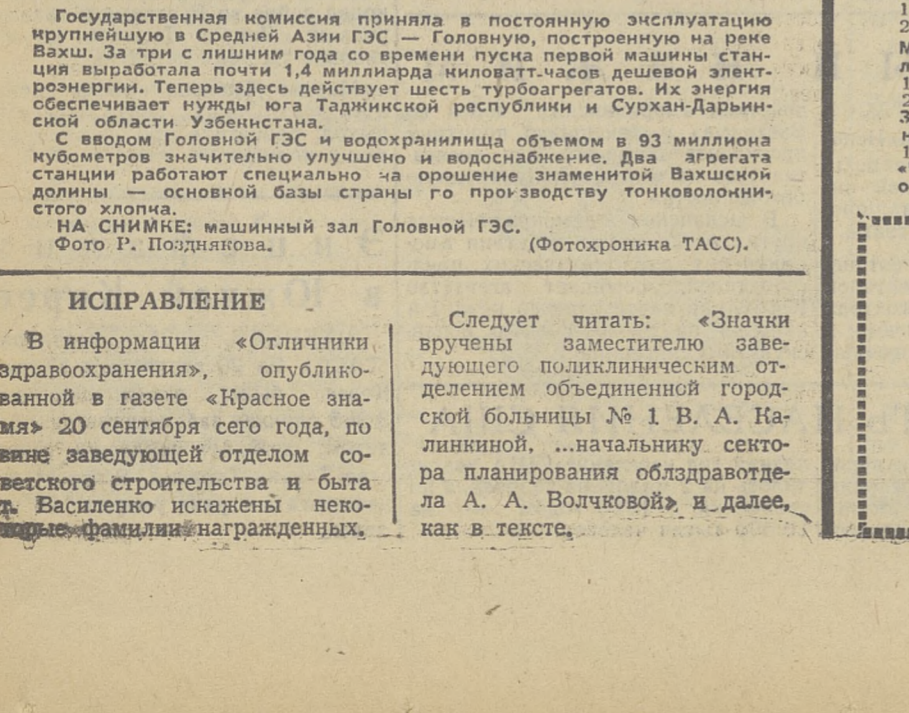 Государственная комиссия приняла в постоянную эксплуатацию
крупнейшую в Средней Азии ГЭС — Головную, построенную на реке
Вахш. За три с лишним года со времени пуска первой машины стан-
ция выработала почти 1,4 миллиарда киловатт-часов дешевой элект-
роэнергии. Теперь здесь действует шесть турбоагрегатов. Их энергия
обеспечивает нужды юга Таджикской республики и Сурхан-Дарьин-
ской области Узбекистана.
С вводом Головной ГЭС и водохранилища объемом в 93 миллиона
кубометров значительно улучшено и водоснабжение. Два агрегата
станции работают специально на орошение знаменитой Вахшской
долины — основной базы страны по производству тонковолокни-
стого хлопка.
НА СНИМКЕ: машинный зал Головной ГЭС.
Фото Р. Позднякова. (Фотохроника ТАСС).
ИСПРАВЛЕНИЕ
В информации «Отличники
здравоохранения», опублико-
ванной в газете «Красное зна-
мя» 20 сентября сего года, по
вине заведующей отделом со-
ветского строительства и быта
т. Василенко искажены неко-
торые фамилии награжденных.
Следует читать: «Значки
вручены заместителю заве-
дующего поликлиническим от-
делением объединенной город-
ской больницы № 1 В. А. Ка-
линкиной, ...начальнику секто-
ра планирования облздравотде-
ла А. А. Волчковой» и далее,
как в тексте.